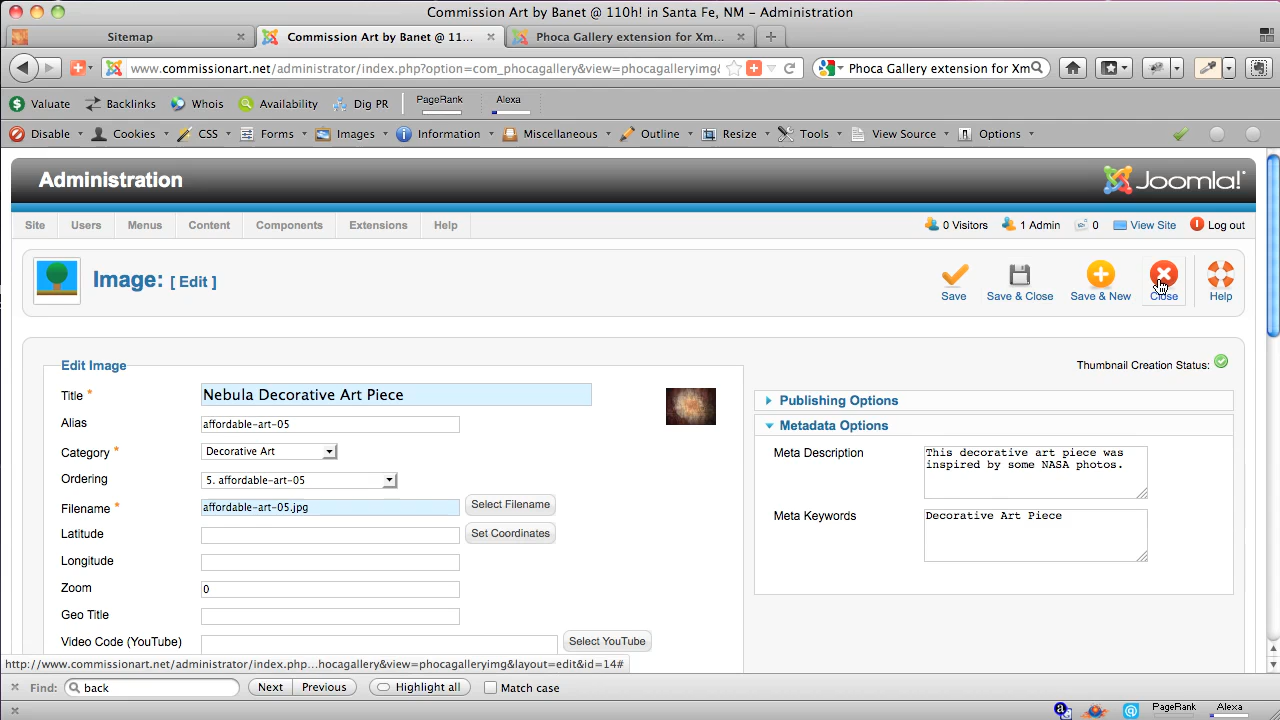 Commission Art by Banet @ 110h! in Santa Fe, NM – Administration
Sitemap
Commission Art by Banet @ 11...
Phoca Gallery extension for Xm...
www.commissionart.net/administrator/index.php?option=com_phocagallery&view=phocagalleryimg&
Phoca Gallery extension for Xm
Valuate
Backlinks
Whois
Availability
Dig PR
PageRank
Alexa
Disable
Cookies
CSS
Forms
Images
Information
Miscellaneous
Outline
Resize
Tools
View Source
Options
Administration
Joomla!
Site
Users
Menus
Content
Components
Extensions
Help
0 Visitors
1 Admin
0
View Site
Log out
Image: [ Edit ]
Save
Save & Close
Save & New
Close
Help
Edit Image
Thumbnail Creation Status:
Title *
Nebula Decorative Art Piece
Alias
affordable-art-05
Category *
Decorative Art
Ordering
5. affordable-art-05
Filename *
affordable-art-05.jpg
Select Filename
Latitude
Set Coordinates
Longitude
Zoom
0
Geo Title
Video Code (YouTube)
Select YouTube
Publishing Options
Metadata Options
Meta Description
This decorative art piece was
inspired by some NASA photos.
Meta Keywords
Decorative Art Piece
http://www.commissionart.net/administrator/index.php...hocagallery&view=phocagalleryimg&layout=edit&id=14#
Find:
back
Next
Previous
Highlight all
Match case
PageRank
Alexa